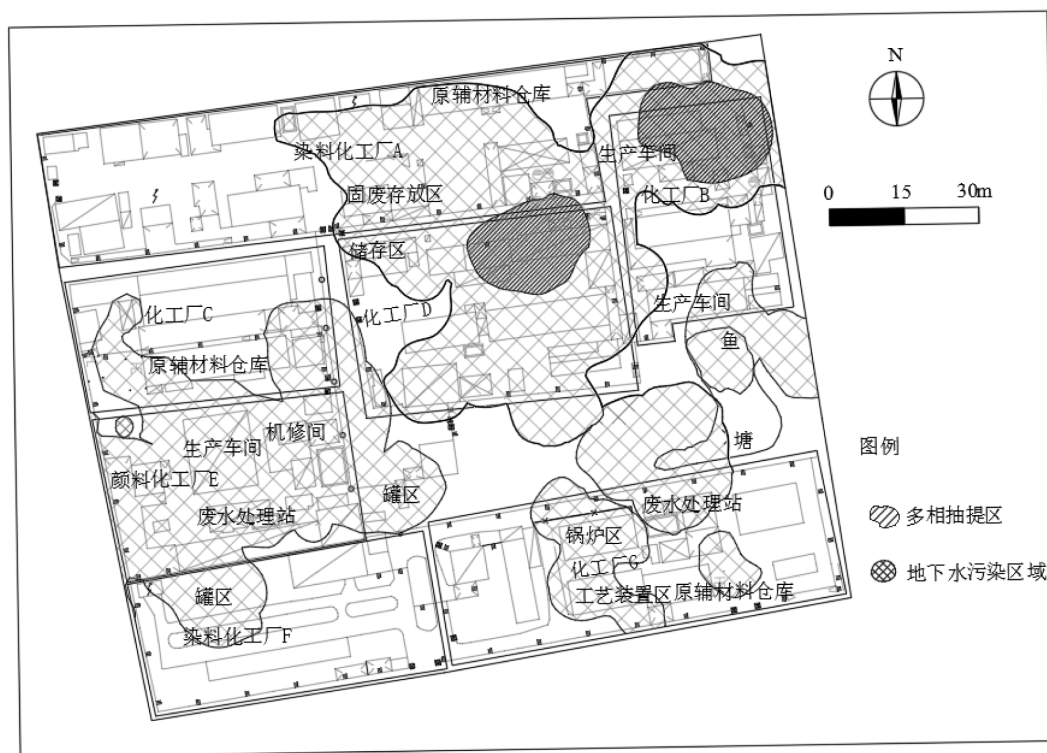 原辅材料仓库
N
染料化工厂A
生产车间
固废存放区
化工厂B
0 15 30m
储存区
化工厂C
化工厂D
生产车间
鱼
原辅材料仓库
机修间
生产车间
塘
图例
颜料化工厂E
罐区
废水处理站
废水处理站
多相抽提区
锅炉区
化工厂G
地下水污染区域
罐区
工艺装置区
原辅材料仓库
染料化工厂F